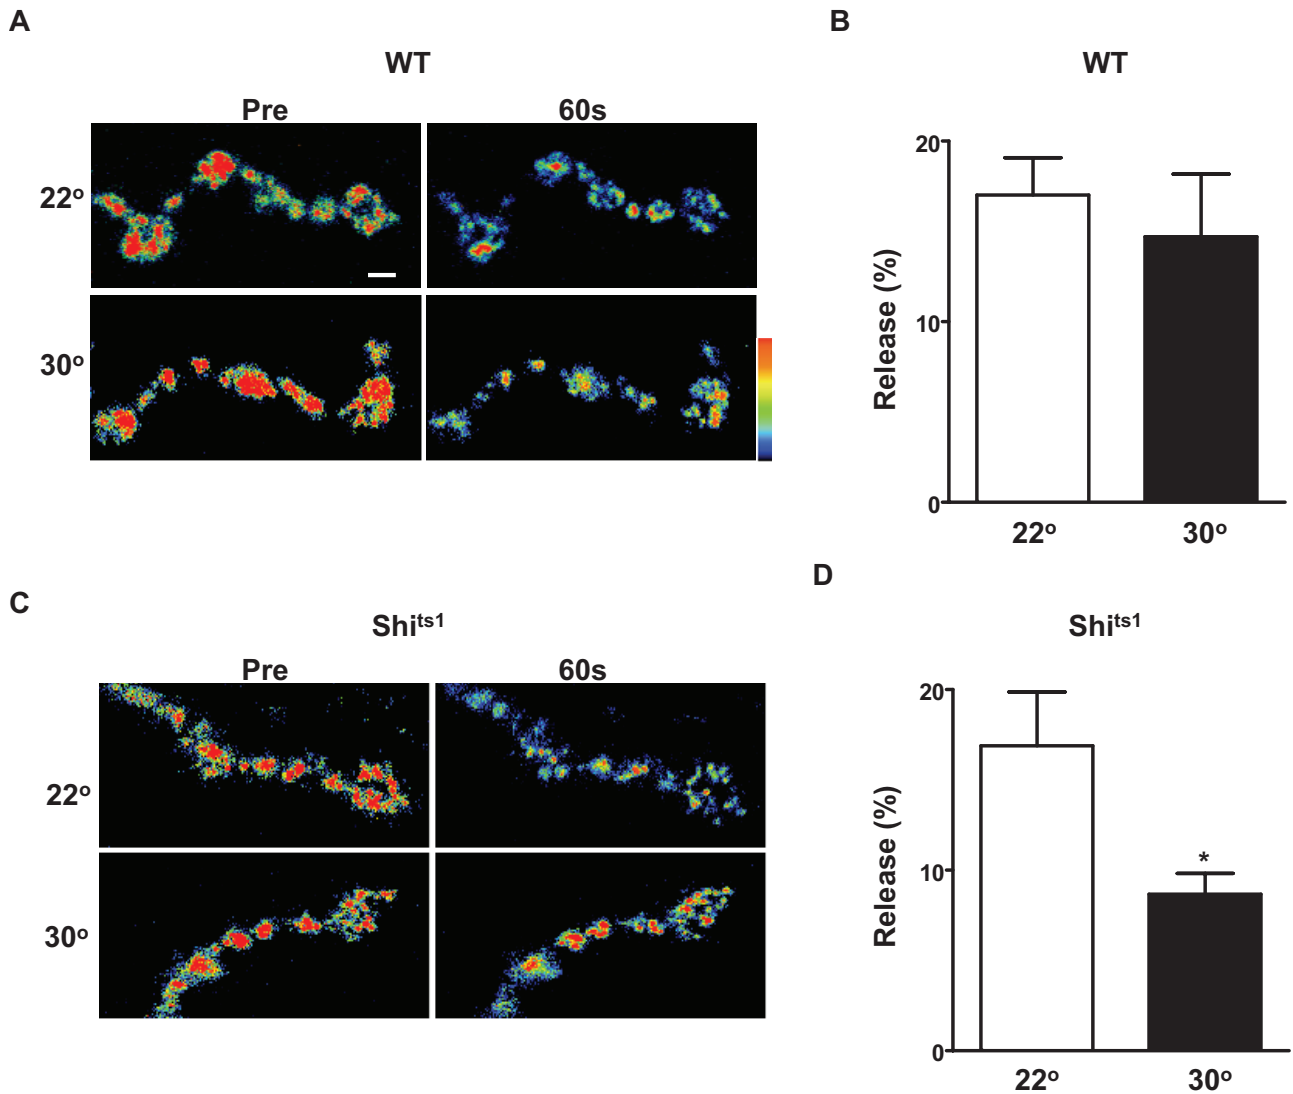 A
B
WT
WT
Pre
60s
22º
30º
20
10
0
Release (%)
22º
30º
C
D
Shiᵗˢ¹
Shiᵗˢ¹
Pre
60s
22º
30º
20
10
0
Release (%)
*
22º
30º